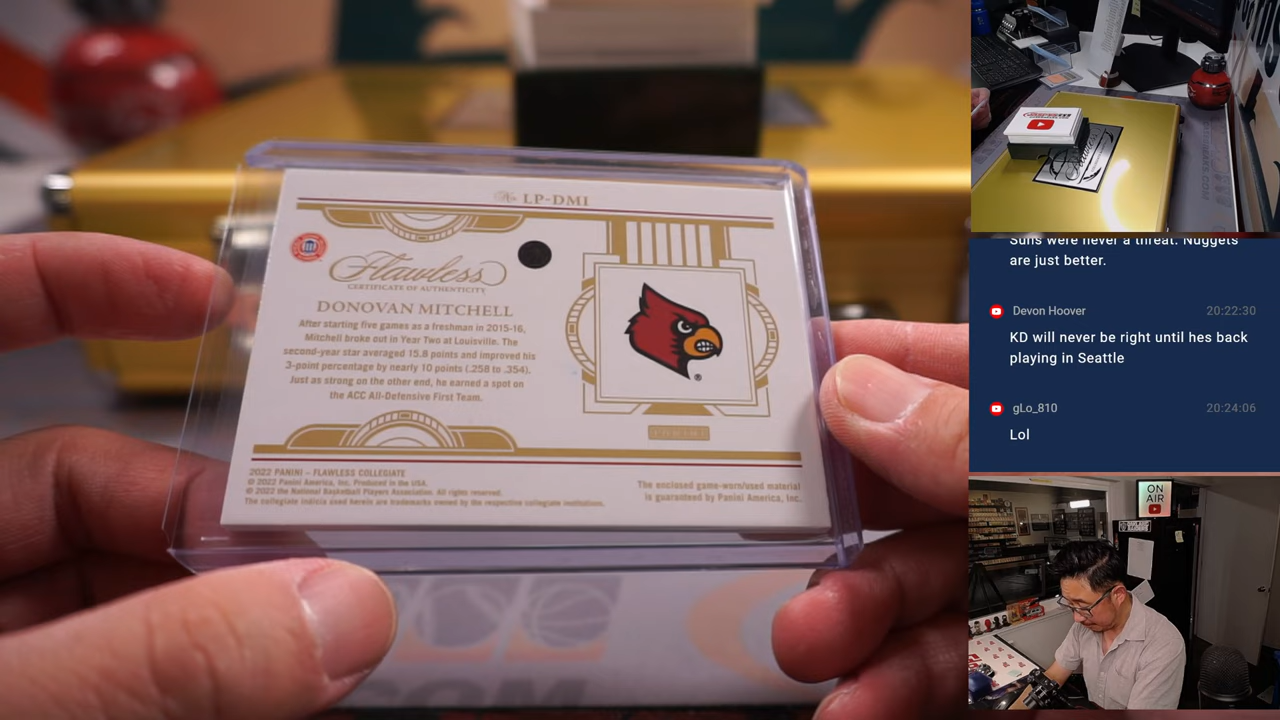 LP-DMI
Flawless
CERTIFICATE OF AUTHENTICITY
DONOVAN MITCHELL
After starting five games as a freshman in 2015-16,
Mitchell broke out in Year Two at Louisville. The
second-year star averaged 15.8 points and improved his
3-point percentage by nearly 10 points (.258 to .354).
Just as strong on the other end, he earned a spot on
the ACC All-Defensive First Team.
PANINI
2022 PANINI – FLAWLESS COLLEGIATE
© 2022 Panini America, Inc. Produced in the USA.
© 2022 the National Basketball Players Association. All rights reserved.
The collegiate indicia used herein are trademarks owned by the respective collegiate institutions.
The enclosed game-worn/used material
is guaranteed by Panini America, Inc.
®
.COM
Suns were never a threat. Nuggets
are just better.
Devon Hoover 20:22:30
KD will never be right until hes back
playing in Seattle
gLo_810 20:24:06
Lol
ON
AIR